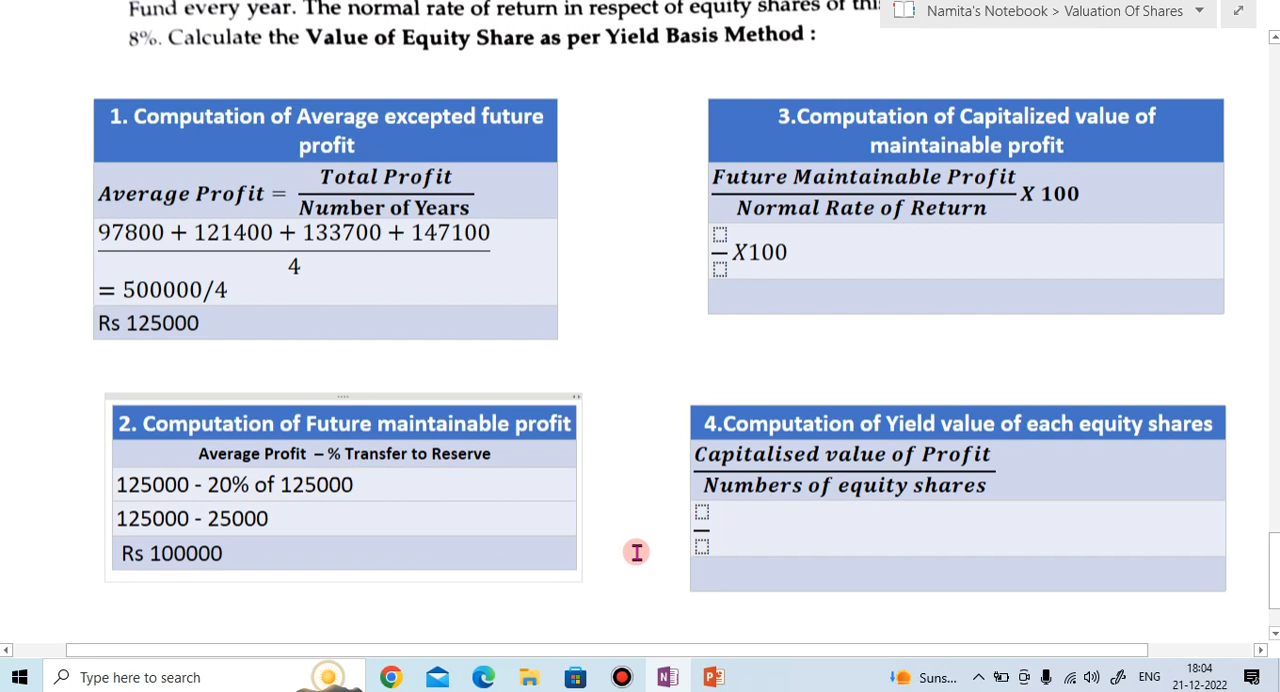 Fund every year. The normal rate of return in respect of equity shares of thi
8%. Calculate the Value of Equity Share as per Yield Basis Method :
Namita's Notebook > Valuation Of Shares
1. Computation of Average excepted future
profit
Average Profit = Total Profit / Number of Years
97800 + 121400 + 133700 + 147100
4
= 500000/4
Rs 125000
3.Computation of Capitalized value of
maintainable profit
Future Maintainable Profit / Normal Rate of Return X 100
X100
2. Computation of Future maintainable profit
Average Profit – % Transfer to Reserve
125000 - 20% of 125000
125000 - 25000
Rs 100000
4.Computation of Yield value of each equity shares
Capitalised value of Profit
Numbers of equity shares
Type here to search
Suns...
ENG
18:04
21-12-2022